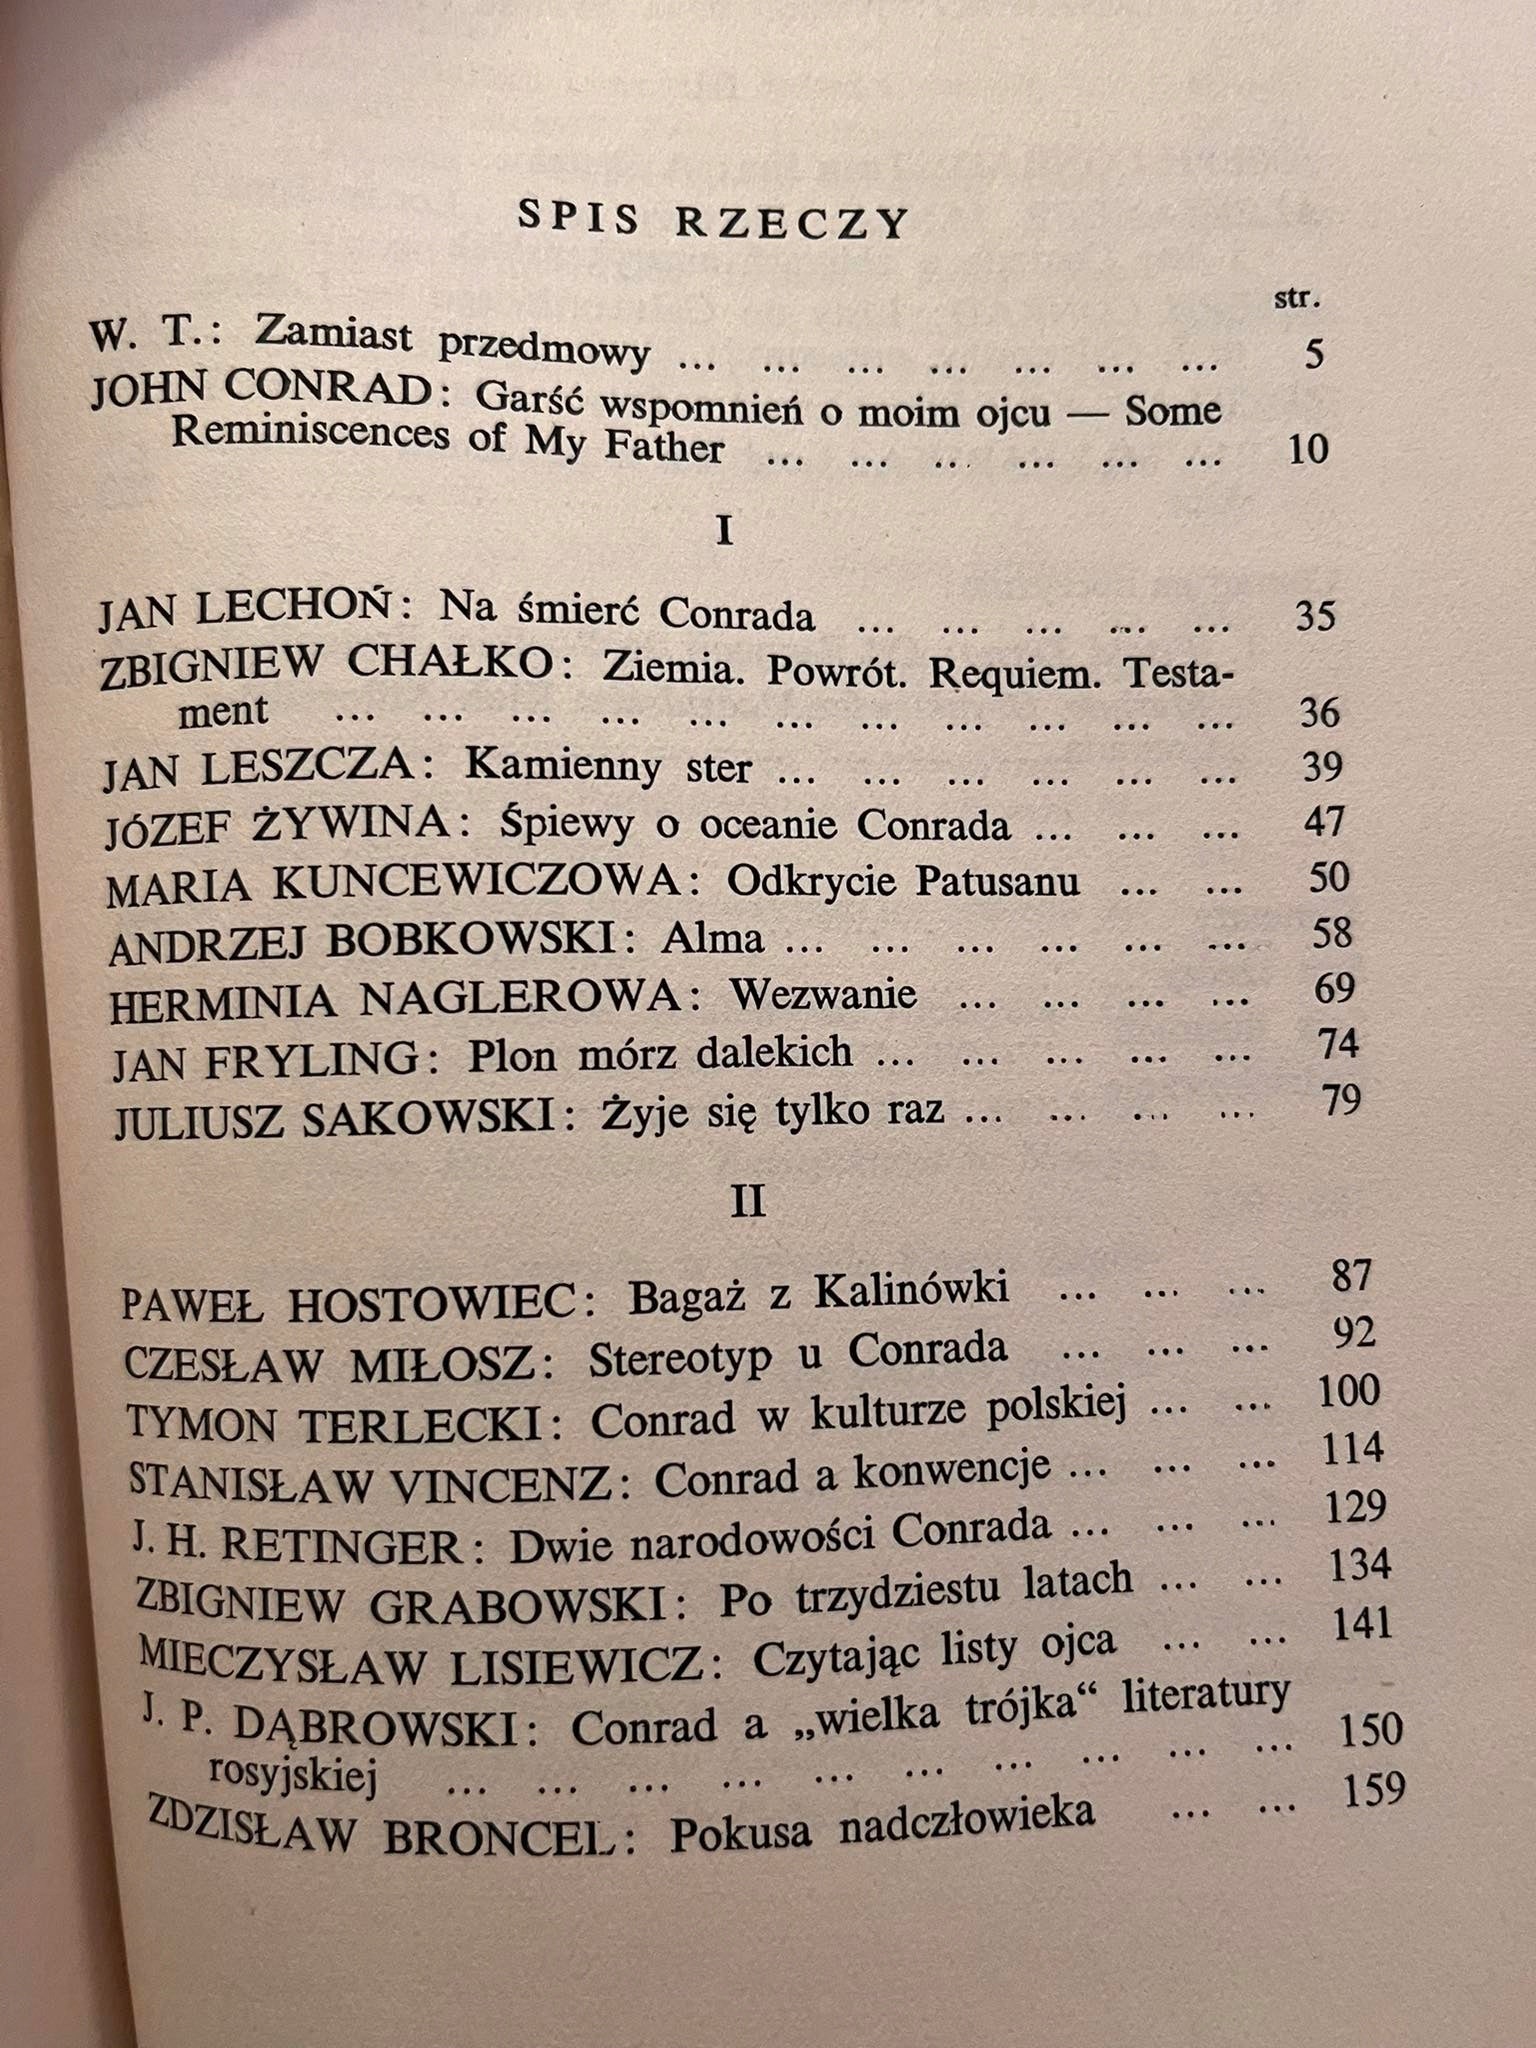 SPIS RZECZY
str.
W. T.: Zamiast przedmowy ... ... ... ... ... ... ... 5
JOHN CONRAD: Garść wspomnień o moim ojcu — Some
Reminiscences of My Father ... ... ... ... ... ... 10
I
JAN LECHOŃ: Na śmierć Conrada ... ... ... ... ... 35
ZBIGNIEW CHAŁKO: Ziemia. Powrót. Requiem. Testa-
ment ... ... ... ... ... ... ... ... ... ... ... 36
JAN LESZCZA: Kamienny ster ... ... ... ... ... ... 39
JÓZEF ŻYWINA: Śpiewy o oceanie Conrada ... ... ... 47
MARIA KUNCEWICZOWA: Odkrycie Patusanu ... ... 50
ANDRZEJ BOBKOWSKI: Alma ... ... ... ... ... ... 58
HERMINIA NAGLEROWA: Wezwanie ... ... ... ... 69
JAN FRYLING: Plon mórz dalekich ... ... ... ... ... 74
JULIUSZ SAKOWSKI: Żyje się tylko raz ... ... ... ... 79
II
PAWEŁ HOSTOWIEC: Bagaż z Kalinówki ... ... ... 87
CZESŁAW MIŁOSZ: Stereotyp u Conrada ... ... ... 92
TYMON TERLECKI: Conrad w kulturze polskiej ... ... 100
STANISŁAW VINCENZ: Conrad a konwencje ... ... ... 114
J. H. RETINGER: Dwie narodowości Conrada ... ... ... 129
ZBIGNIEW GRABOWSKI: Po trzydziestu latach ... ... 134
MIECZYSŁAW LISIEWICZ: Czytając listy ojca ... ... 141
J. P. DĄBROWSKI: Conrad a „wielka trójka“ literatury
rosyjskiej ... ... ... ... ... ... ... ... ... ... 150
ZDZISŁAW BRONCEL: Pokusa nadczłowieka ... ... 159